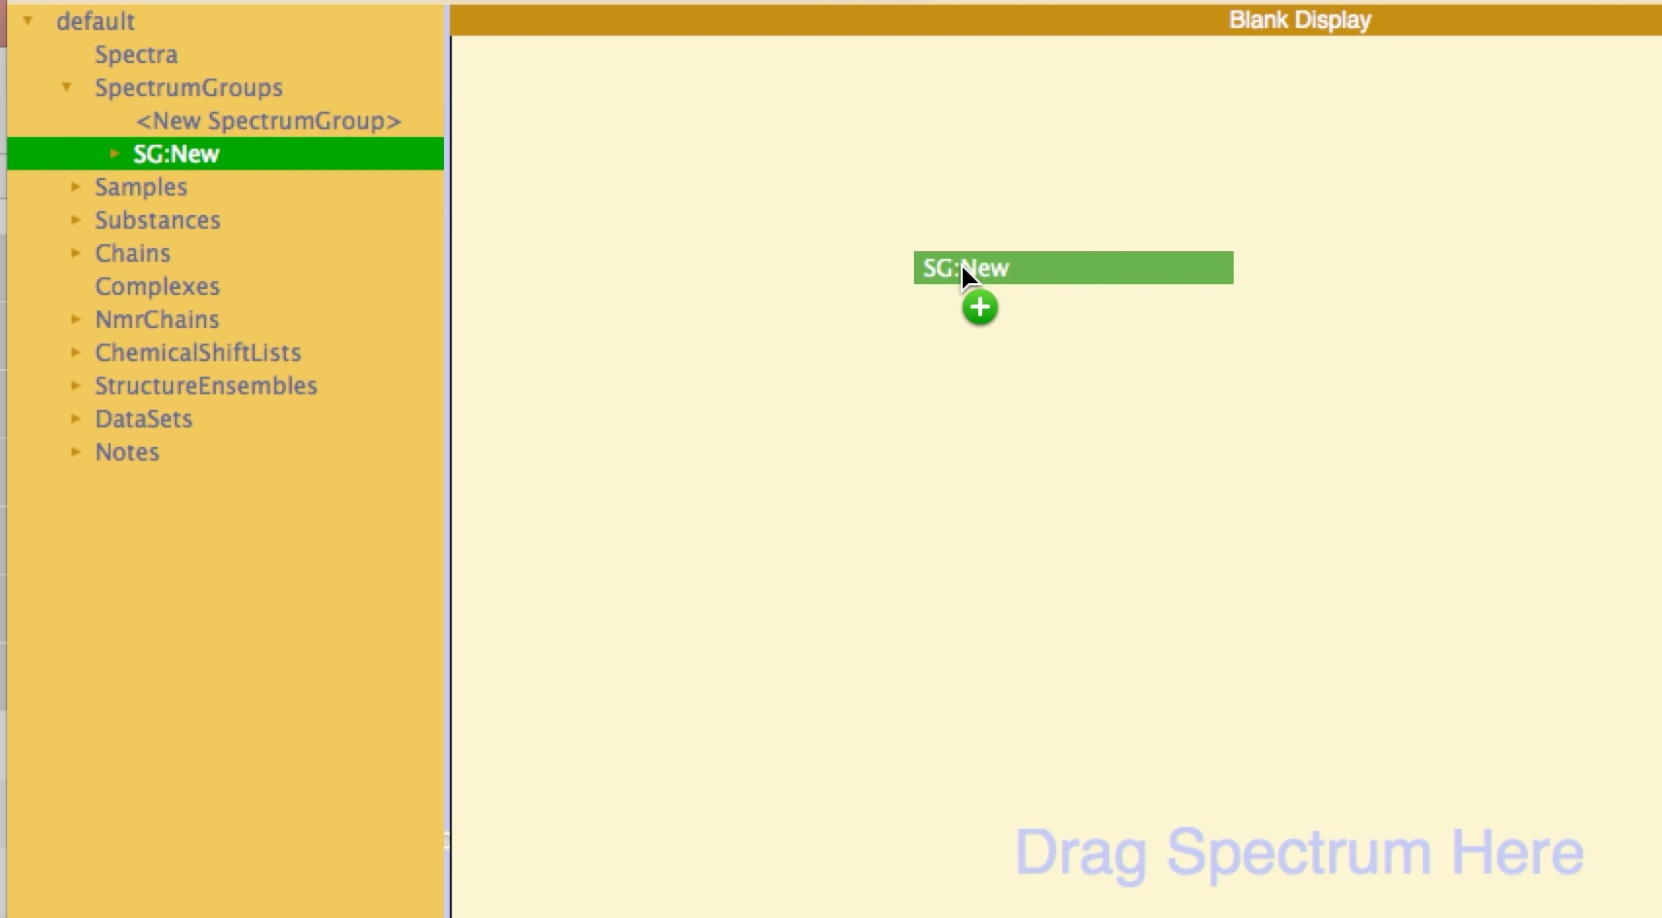 default
Spectra
SpectrumGroups
<New SpectrumGroup>
SG:New
Samples
Substances
Chains
Complexes
NmrChains
ChemicalShiftLists
StructureEnsembles
DataSets
Notes
Blank Display
SG:New
Drag Spectrum Here